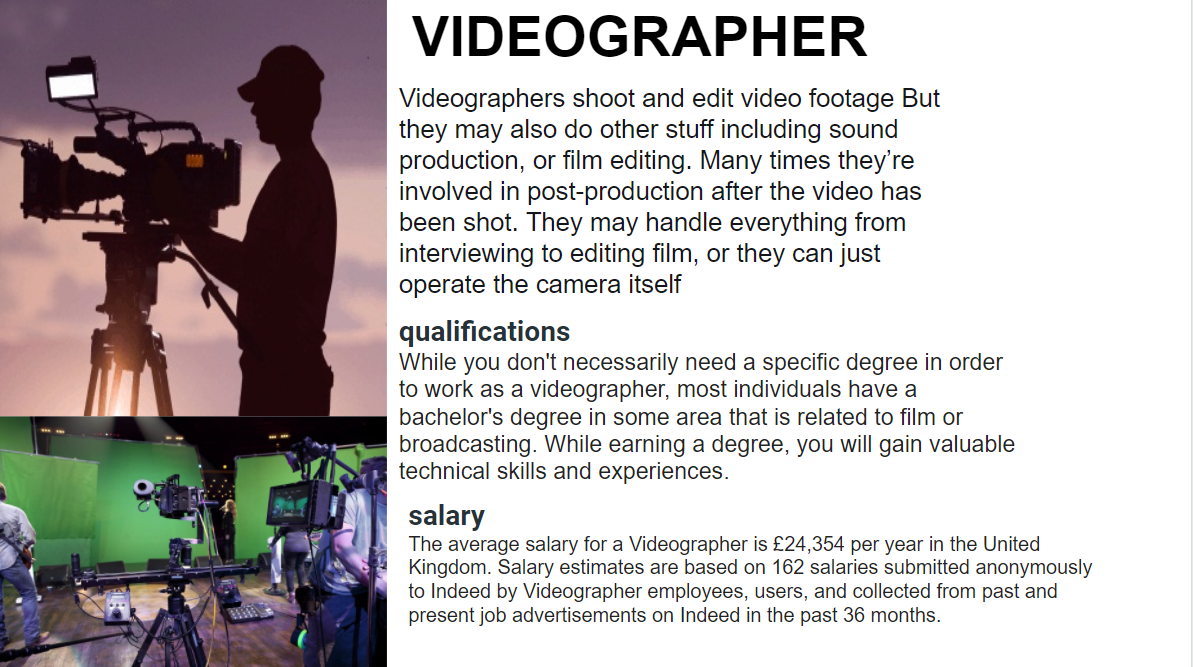 VIDEOGRAPHER
Videographers shoot and edit video footage But
they may also do other stuff including sound
production, or film editing. Many times they’re
involved in post-production after the video has
been shot. They may handle everything from
interviewing to editing film, or they can just
operate the camera itself
qualifications
While you don't necessarily need a specific degree in order
to work as a videographer, most individuals have a
bachelor's degree in some area that is related to film or
broadcasting. While earning a degree, you will gain valuable
technical skills and experiences.
salary
The average salary for a Videographer is £24,354 per year in the United
Kingdom. Salary estimates are based on 162 salaries submitted anonymously
to Indeed by Videographer employees, users, and collected from past and
present job advertisements on Indeed in the past 36 months.